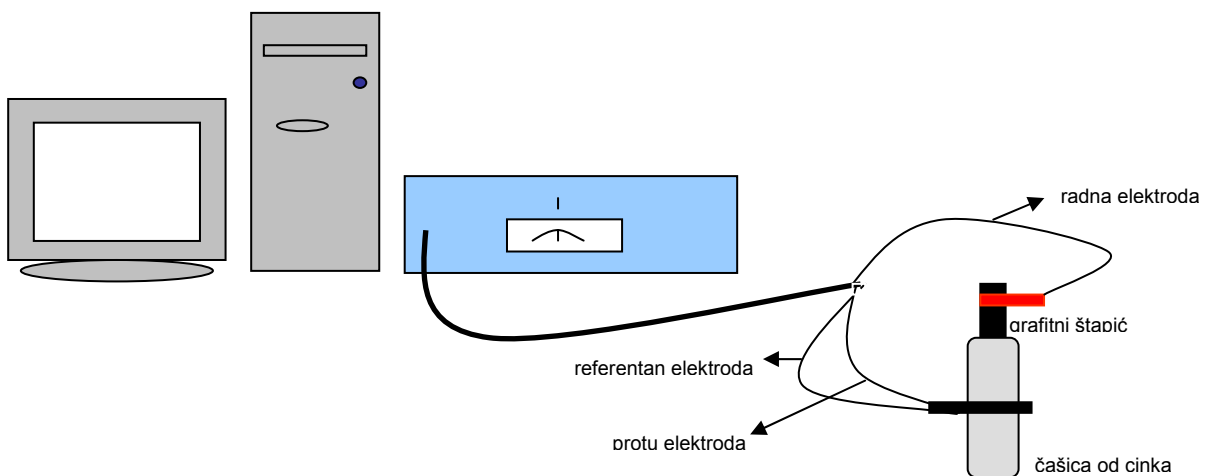 radna elektroda
grafitni štapić
referentan elektroda
protu elektroda
čašica od cinka